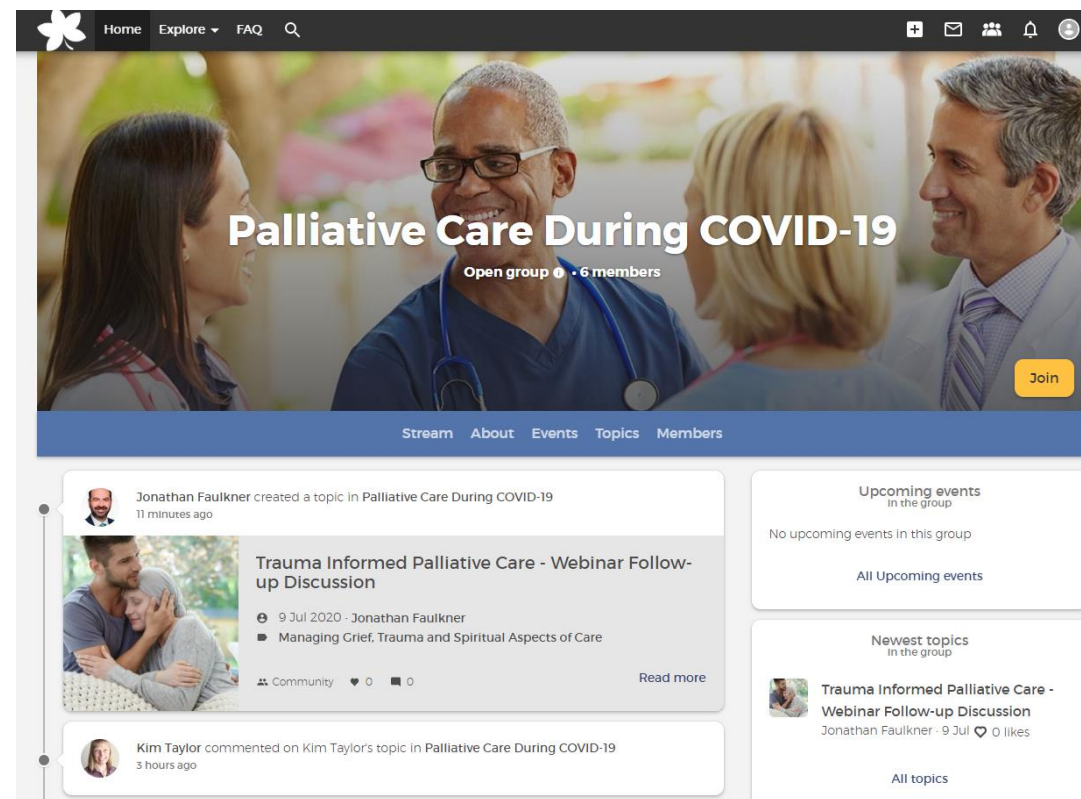 Home Explore FAQ
Palliative Care During COVID-19
Open group • 6 members
Join
Stream About Events Topics Members
Jonathan Faulkner created a topic in Palliative Care During COVID-19
11 minutes ago
Trauma Informed Palliative Care - Webinar Follow-
up Discussion
9 Jul 2020 · Jonathan Faulkner
Managing Grief, Trauma and Spiritual Aspects of Care
Community 0 0
Read more
Kim Taylor commented on Kim Taylor's topic in Palliative Care During COVID-19
3 hours ago
Upcoming events
in the group
No upcoming events in this group
All Upcoming events
Newest topics
in the group
Trauma Informed Palliative Care -
Webinar Follow-up Discussion
Jonathan Faulkner · 9 Jul 0 likes
All topics